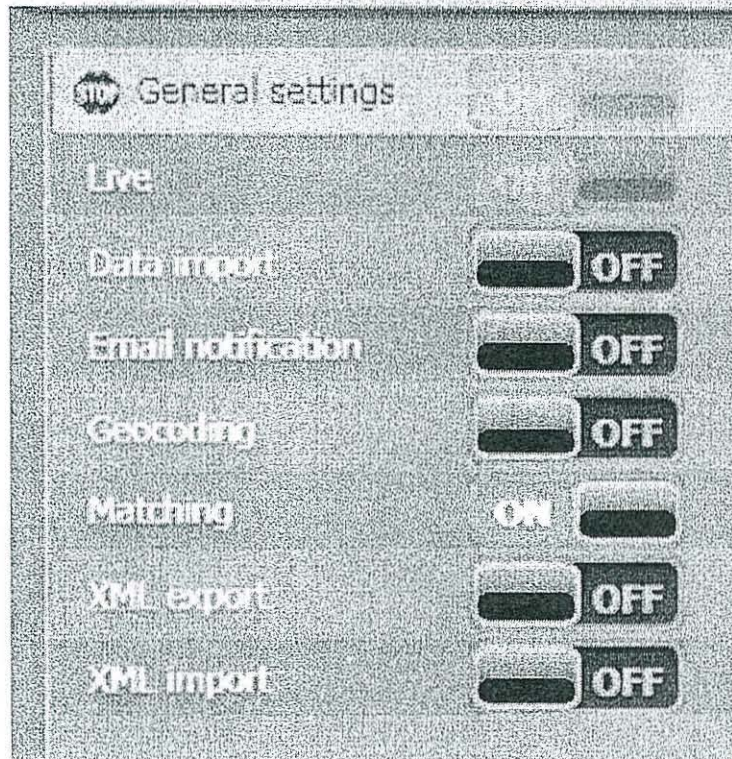 General settings
Live
Data import OFF
Email notification OFF
Geocoding OFF
Matching ON
XML export OFF
XML import OFF